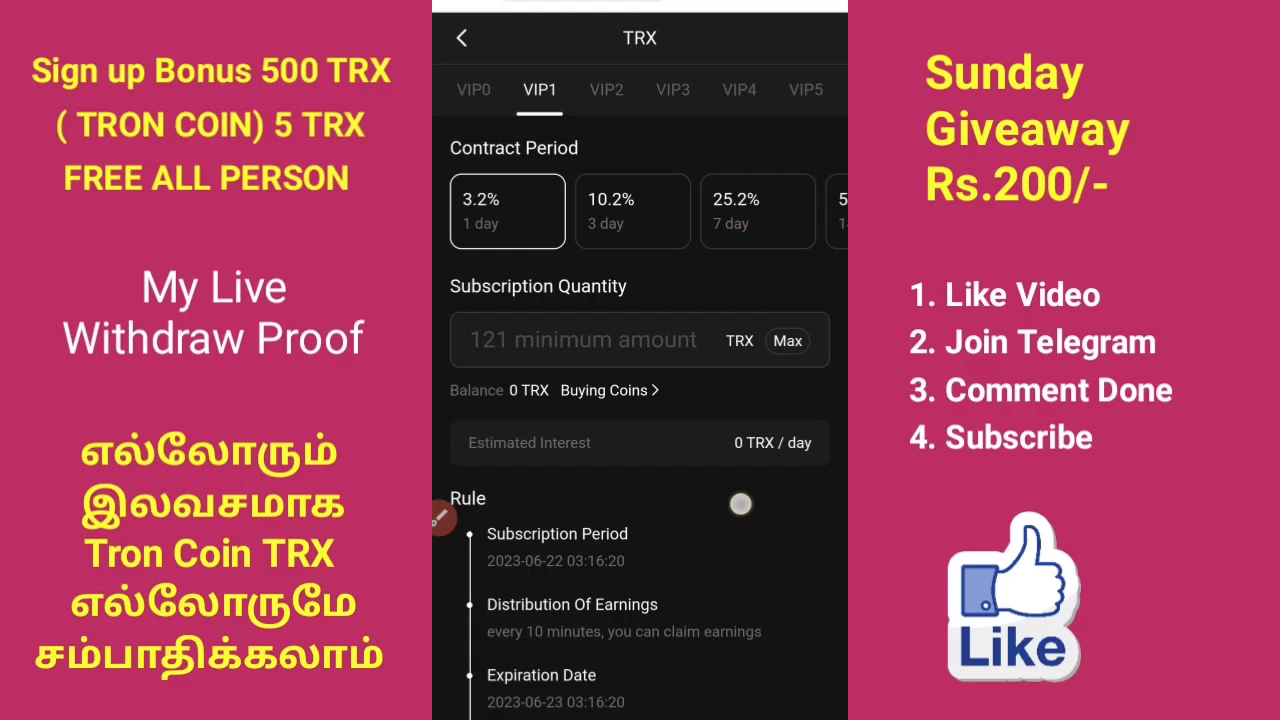 Sign up Bonus 500 TRX
( TRON COIN) 5 TRX
FREE ALL PERSON
My Live
Withdraw Proof
எல்லோரும்
இலவசமாக
Tron Coin TRX
எல்லோருமே
சம்பாதிக்கலாம்
TRX
VIP0 VIP1 VIP2 VIP3 VIP4 VIP5
Contract Period
3.2% 10.2% 25.2% 5
1 day 3 day 7 day 1
Subscription Quantity
121 minimum amount TRX Max
Balance 0 TRX Buying Coins >
Estimated Interest 0 TRX / day
Rule
Subscription Period
2023-06-22 03:16:20
Distribution Of Earnings
every 10 minutes, you can claim earnings
Expiration Date
2023-06-23 03:16:20
Sunday
Giveaway
Rs.200/-
1. Like Video
2. Join Telegram
3. Comment Done
4. Subscribe
Like